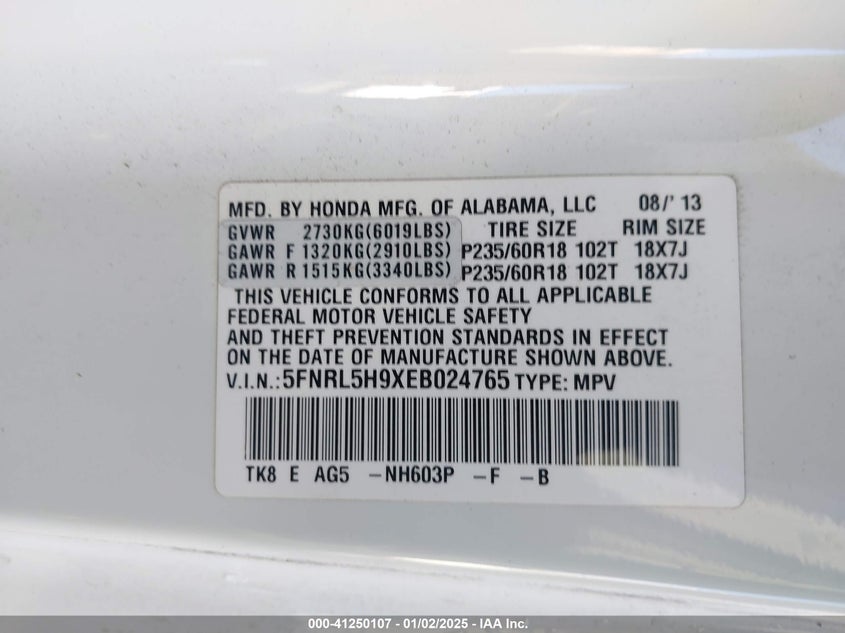 MFD. BY HONDA MFG. OF ALABAMA, LLC 08/' 13
GVWR 2730KG(6019LBS) TIRE SIZE RIM SIZE
GAWR F 1320KG(2910LBS) P235/60R18 102T 18X7J
GAWR R 1515KG(3340LBS) P235/60R18 102T 18X7J
THIS VEHICLE CONFORMS TO ALL APPLICABLE
FEDERAL MOTOR VEHICLE SAFETY
AND THEFT PREVENTION STANDARDS IN EFFECT
ON THE DATE OF MANUFACTURE SHOWN ABOVE.
V.I.N.: 5FNRL5H9XEB024765 TYPE: MPV
TK8 E AG5 -NH603P -F -B
000-41250107 - 01/02/2025 - IAA Inc.